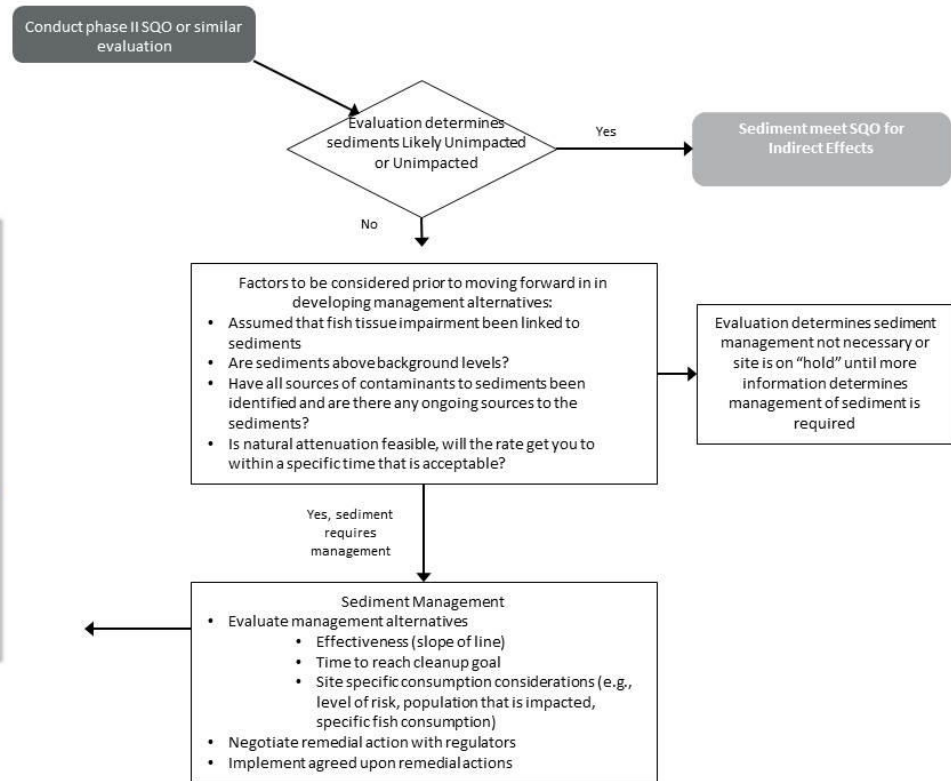 Conduct phase II SQO or similar
evaluation
Evaluation determines
sediments Likely Unimpacted
or Unimpacted
Yes
Sediment meet SQO for
Indirect Effects
No
Factors to be considered prior to moving forward in in
developing management alternatives:
• Assumed that fish tissue impairment been linked to
sediments
• Are sediments above background levels?
• Have all sources of contaminants to sediments been
identified and are there any ongoing sources to the
sediments?
• Is natural attenuation feasible, will the rate get you to
within a specific time that is acceptable?
Evaluation determines sediment
management not necessary or
site is on “hold” until more
information determines
management of sediment is
required
Yes, sediment
requires
management
Sediment Management
• Evaluate management alternatives
• Effectiveness (slope of line)
• Time to reach cleanup goal
• Site specific consumption considerations (e.g.,
level of risk, population that is impacted,
specific fish consumption)
• Negotiate remedial action with regulators
• Implement agreed upon remedial actions